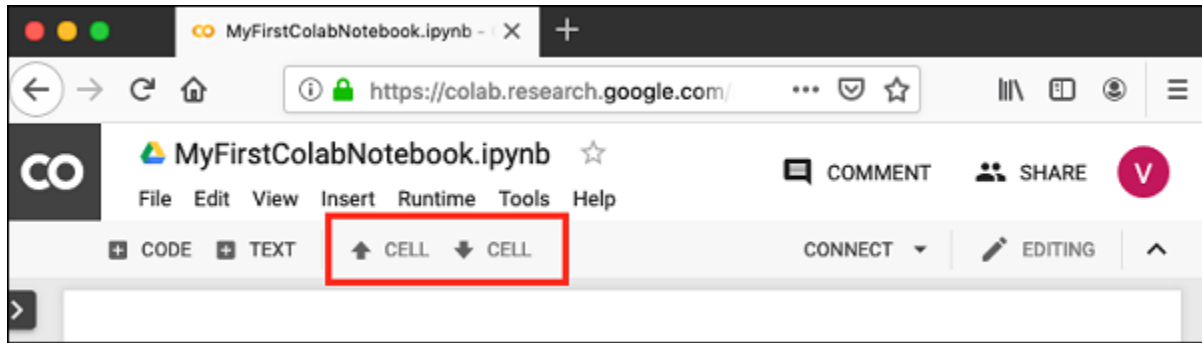 CO MyFirstColabNotebook.ipynb -
https://colab.research.google.com/
CO MyFirstColabNotebook.ipynb
COMMENT SHARE V
File Edit View Insert Runtime Tools Help
CODE TEXT CELL CELL CONNECT EDITING